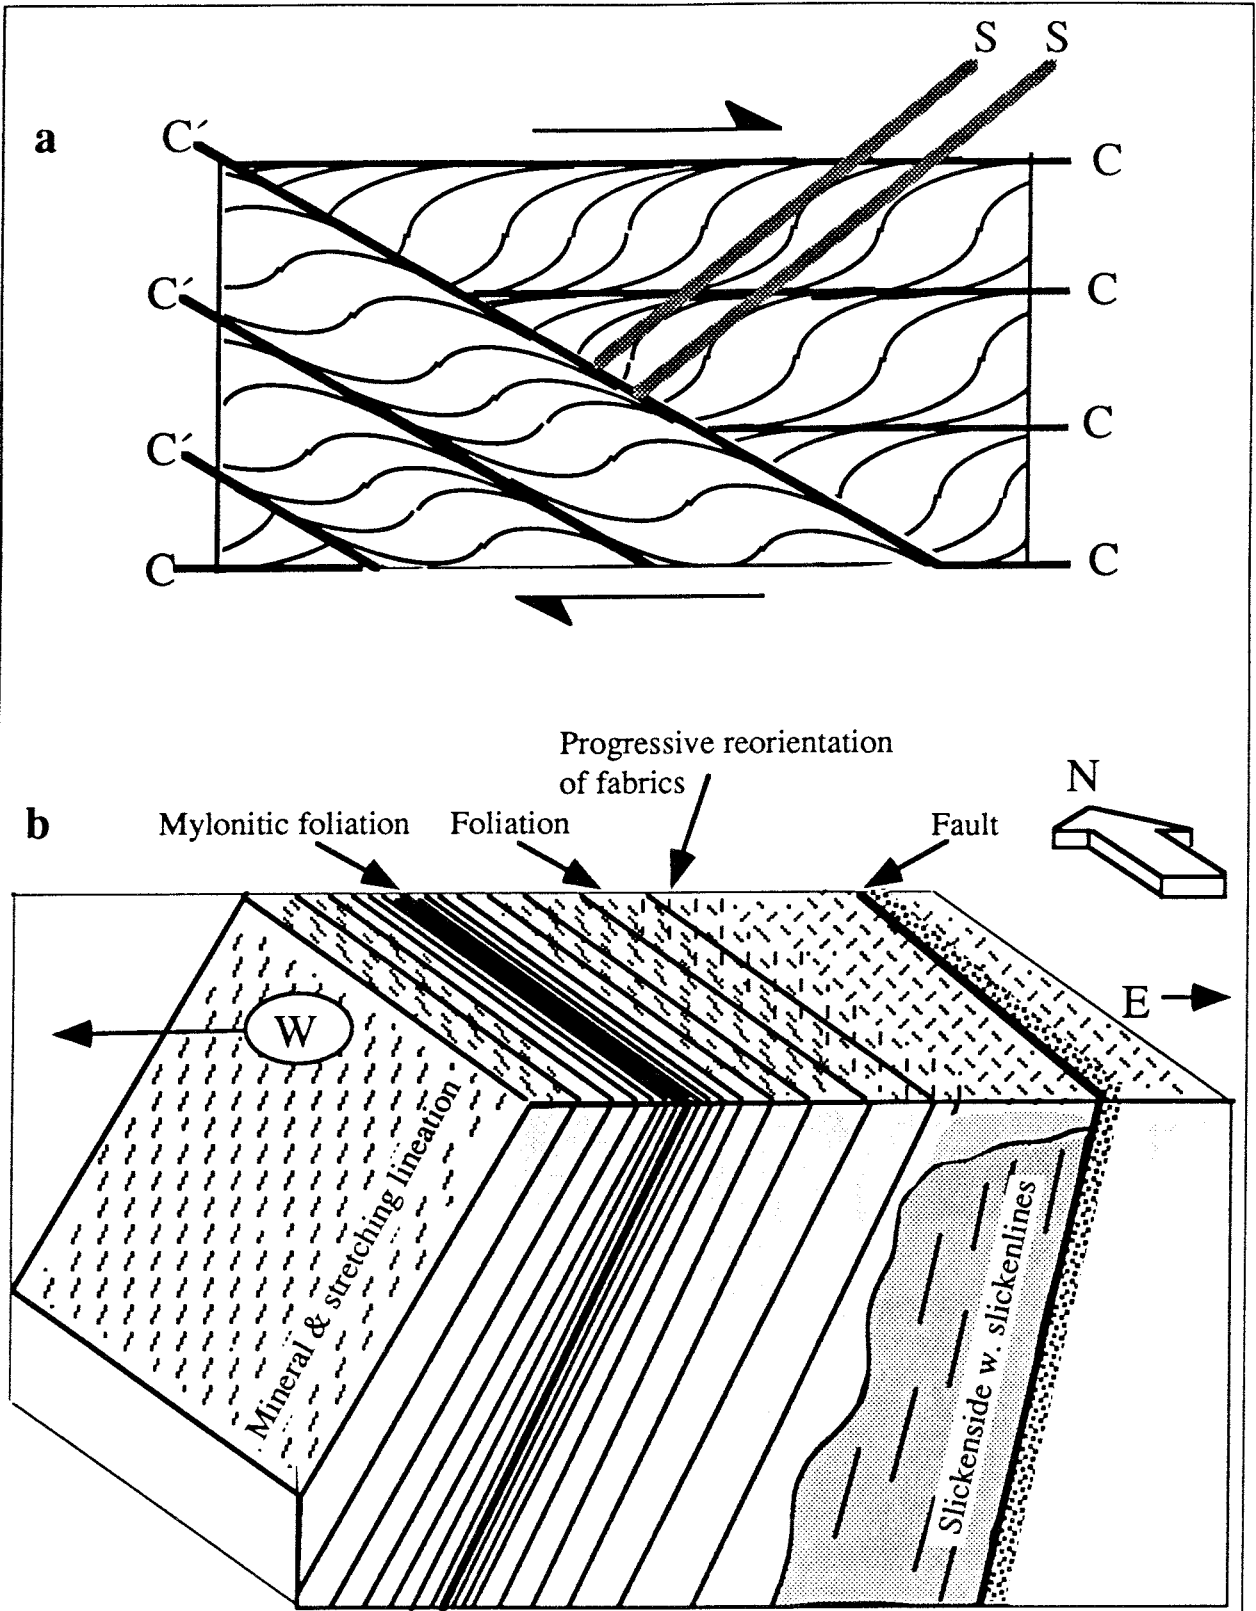 S S
a
C´
C
C´
C
C
C´
C
C
Progressive reorientation
of fabrics
N
b
Mylonitic foliation
Foliation
Fault
E
W
Mineral & stretching lineation
Slickenside w. slickenlines